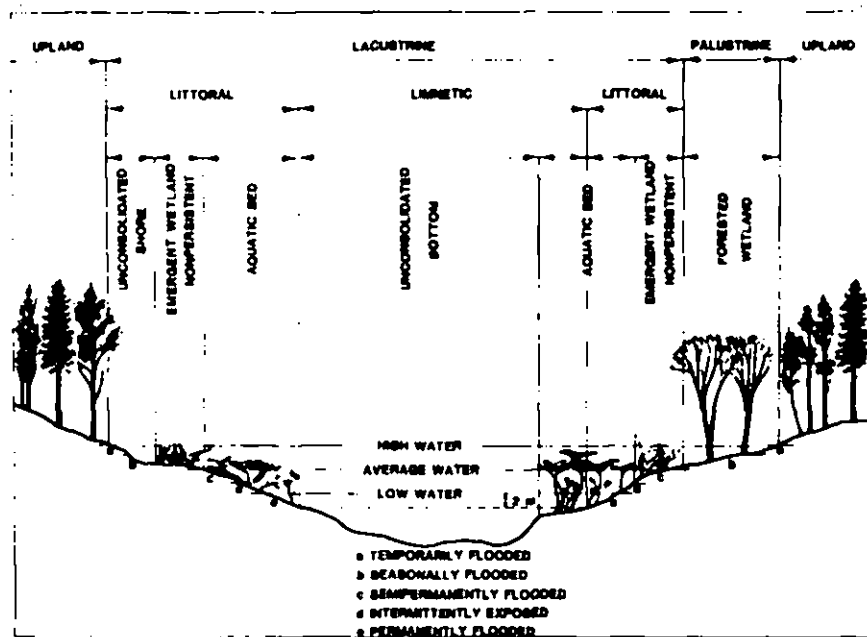 UPLAND LACUSTRINE PALUSTRINE UPLAND
LITTORAL LIMNETIC LITTORAL
UNCONSOLIDATED
SHORE
EMERGENT WETLAND
NONPERSISTENT
AQUATIC BED
UNCONSOLIDATED
BOTTOM
AQUATIC BED
EMERGENT WETLAND
NONPERSISTENT
FORESTED
WETLAND
HIGH WATER
AVERAGE WATER
LOW WATER
2 m
a TEMPORARILY FLOODED
b SEASONALLY FLOODED
c SEMIPERMANENTLY FLOODED
d INTERMITTENTLY EXPOSED
e PERMANENTLY FLOODED